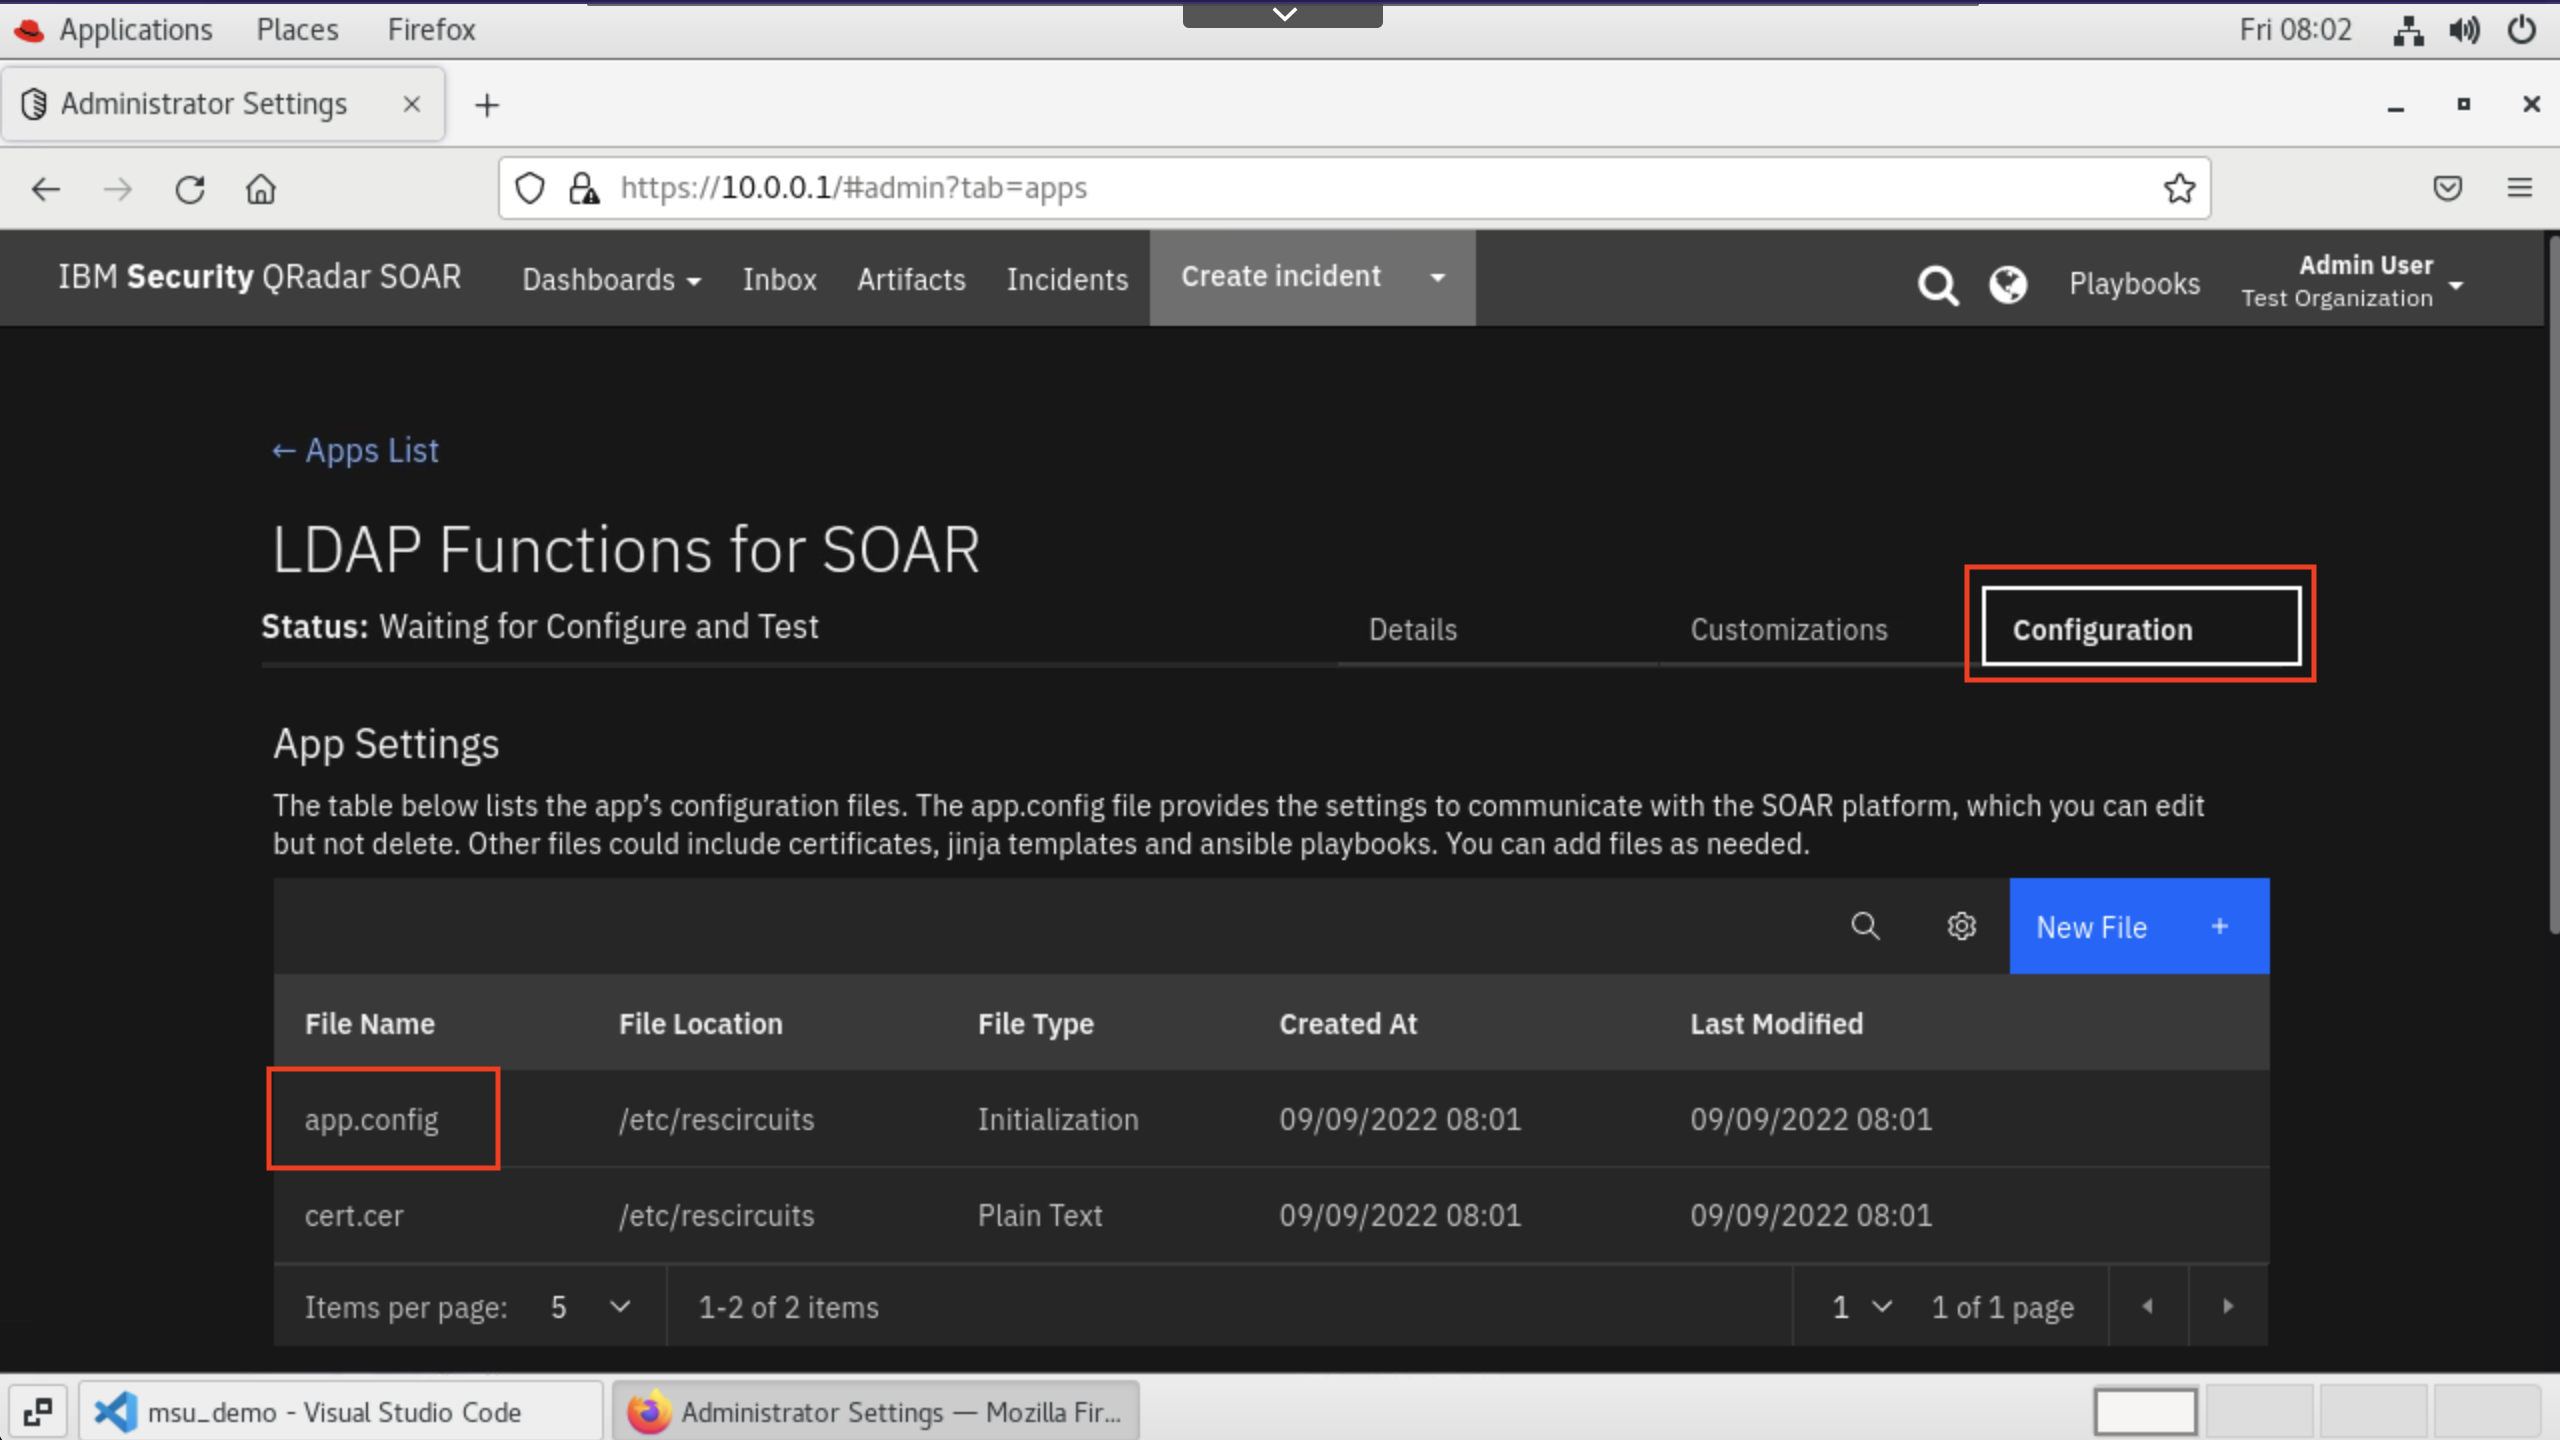 Applications Places Firefox Fri 08:02
Administrator Settings
https://10.0.0.1/#admin?tab=apps
IBM Security QRadar SOAR Dashboards Inbox Artifacts Incidents Create incident Playbooks Admin User
Test Organization
← Apps List
LDAP Functions for SOAR
Status: Waiting for Configure and Test Details Customizations Configuration
App Settings
The table below lists the app's configuration files. The app.config file provides the settings to communicate with the SOAR platform, which you can edit
but not delete. Other files could include certificates, jinja templates and ansible playbooks. You can add files as needed.
New File +
File Name File Location File Type Created At Last Modified
app.config /etc/rescircuits Initialization 09/09/2022 08:01 09/09/2022 08:01
cert.cer /etc/rescircuits Plain Text 09/09/2022 08:01 09/09/2022 08:01
Items per page: 5 1-2 of 2 items 1 1 of 1 page
msu_demo - Visual Studio Code Administrator Settings — Mozilla Fir...